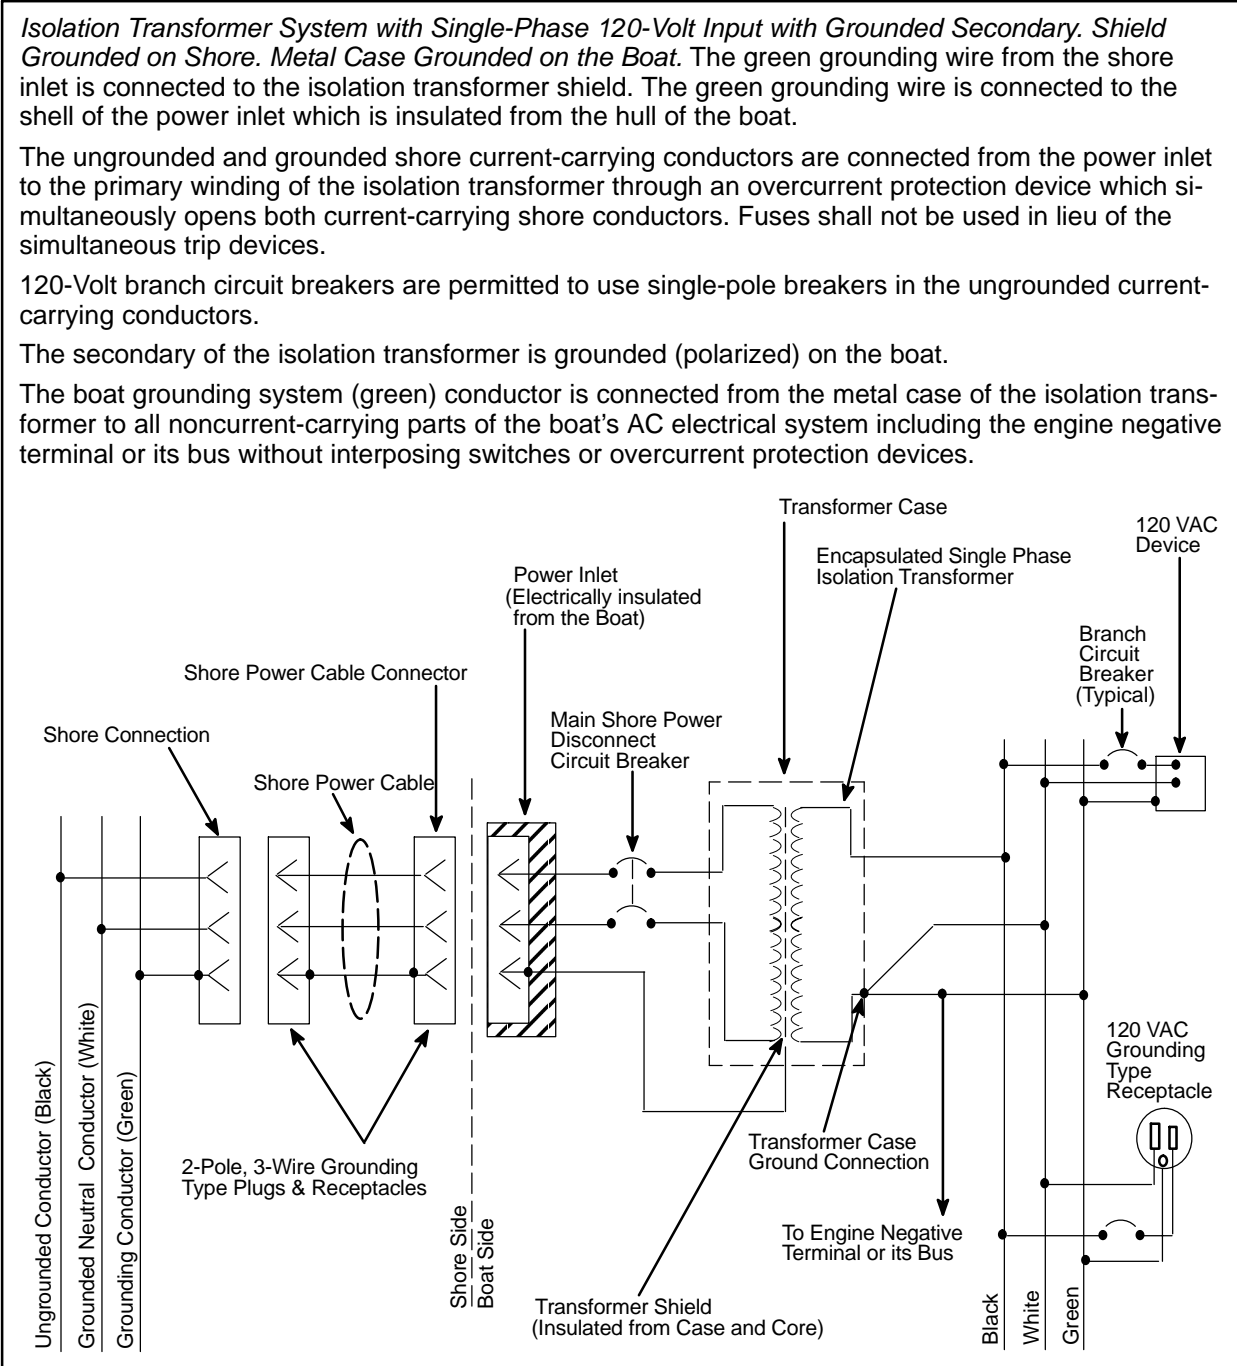 Isolation Transformer System with Single-Phase 120-Volt Input with Grounded Secondary. Shield
Grounded on Shore. Metal Case Grounded on the Boat. The green grounding wire from the shore
inlet is connected to the isolation transformer shield. The green grounding wire is connected to the
shell of the power inlet which is insulated from the hull of the boat.
The ungrounded and grounded shore current-carrying conductors are connected from the power inlet
to the primary winding of the isolation transformer through an overcurrent protection device which si-
multaneously opens both current-carrying shore conductors. Fuses shall not be used in lieu of the
simultaneous trip devices.
120-Volt branch circuit breakers are permitted to use single-pole breakers in the ungrounded current-
carrying conductors.
The secondary of the isolation transformer is grounded (polarized) on the boat.
The boat grounding system (green) conductor is connected from the metal case of the isolation trans-
former to all noncurrent-carrying parts of the boat's AC electrical system including the engine negative
terminal or its bus without interposing switches or overcurrent protection devices.
Transformer Case
120 VAC
Device
Encapsulated Single Phase
Isolation Transformer
Power Inlet
(Electrically insulated
from the Boat)
Branch
Circuit
Breaker
(Typical)
Shore Power Cable Connector
Main Shore Power
Disconnect
Circuit Breaker
Shore Connection
Shore Power Cable
120 VAC
Grounding
Type
Receptacle
Transformer Case
Ground Connection
2-Pole, 3-Wire Grounding
Type Plugs & Receptacles
To Engine Negative
Terminal or its Bus
Transformer Shield
(Insulated from Case and Core)
Ungrounded Conductor (Black)
Grounded Neutral Conductor (White)
Grounding Conductor (Green)
Shore Side
Boat Side
Black
White
Green